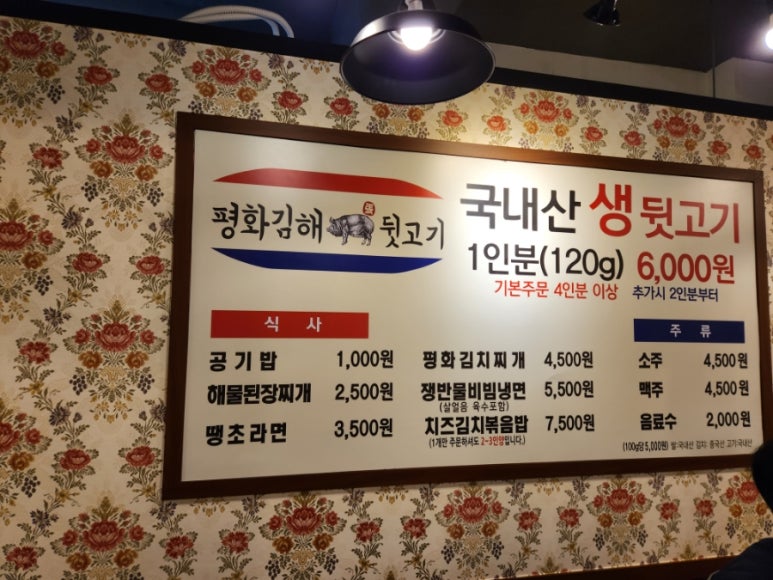 평화김해 뒷고기
국내산 생 뒷고기
1인분(120g) 6,000원
기본주문 4인분 이상 추가시 2인분부터
식사
공기밥 1,000원
해물된장찌개 2,500원
땡초라면 3,500원
평화김치찌개 4,500원
쟁반물비빔냉면 5,500원
(살얼음 육수포함)
치즈김치볶음밥 7,500원
(1개만 주문하셔도 2~3인양입니다.)
주류
소주 4,500원
맥주 4,500원
음료수 2,000원
(100g당 5,000원) 쌀:국내산 김치: 중국산 고기:국내산